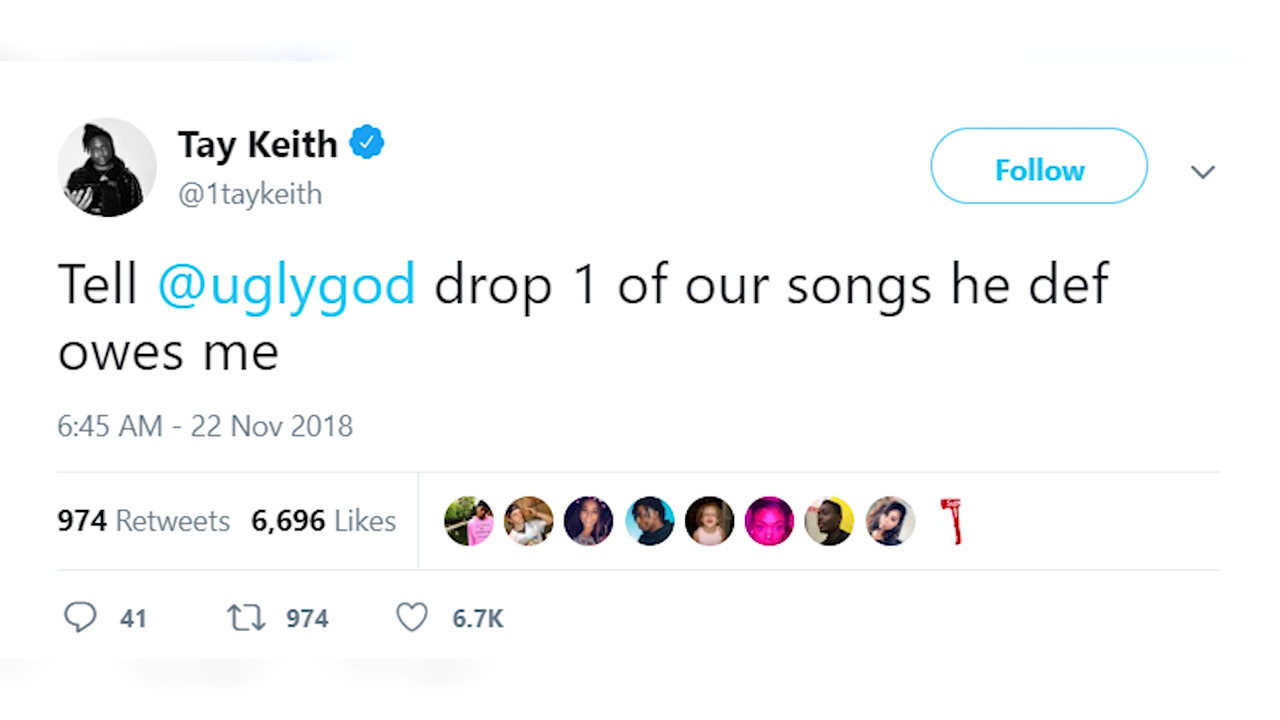 Tay Keith
@1taykeith
Follow
Tell @uglygod drop 1 of our songs he def
owes me
6:45 AM - 22 Nov 2018
974 Retweets 6,696 Likes
41 974 6.7K